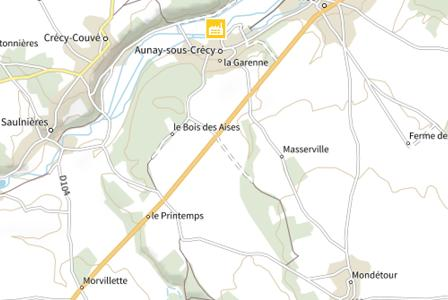 Crécy-Couvé
tonnières
Aunay-sous-Crécy
la Garenne
Saulnières
le Bois des Aises
Ferme de
Masserville
D104
le Printemps
Mondétour
Morvillette